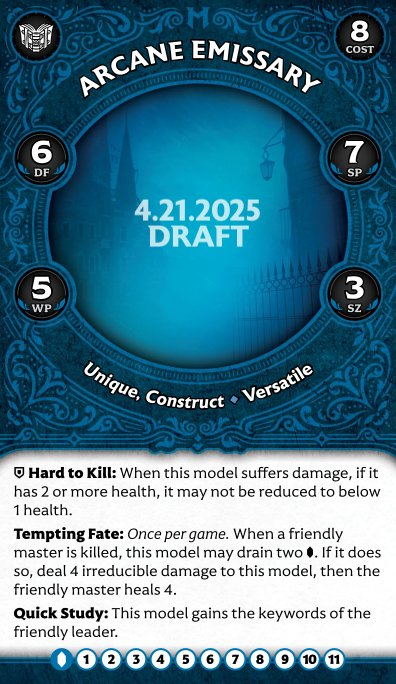 ARCANE EMISSARY
8
COST
6
DF
7
SP
4.21.2025
DRAFT
5
WP
3
SZ
Unique, Construct ⬥ Versatile
Hard to Kill: When this model suffers damage, if it
has 2 or more health, it may not be reduced to below
1 health.
Tempting Fate: Once per game. When a friendly
master is killed, this model may drain two . If it does
so, deal 4 irreducible damage to this model, then the
friendly master heals 4.
Quick Study: This model gains the keywords of the
friendly leader.
1 2 3 4 5 6 7 8 9 10 11